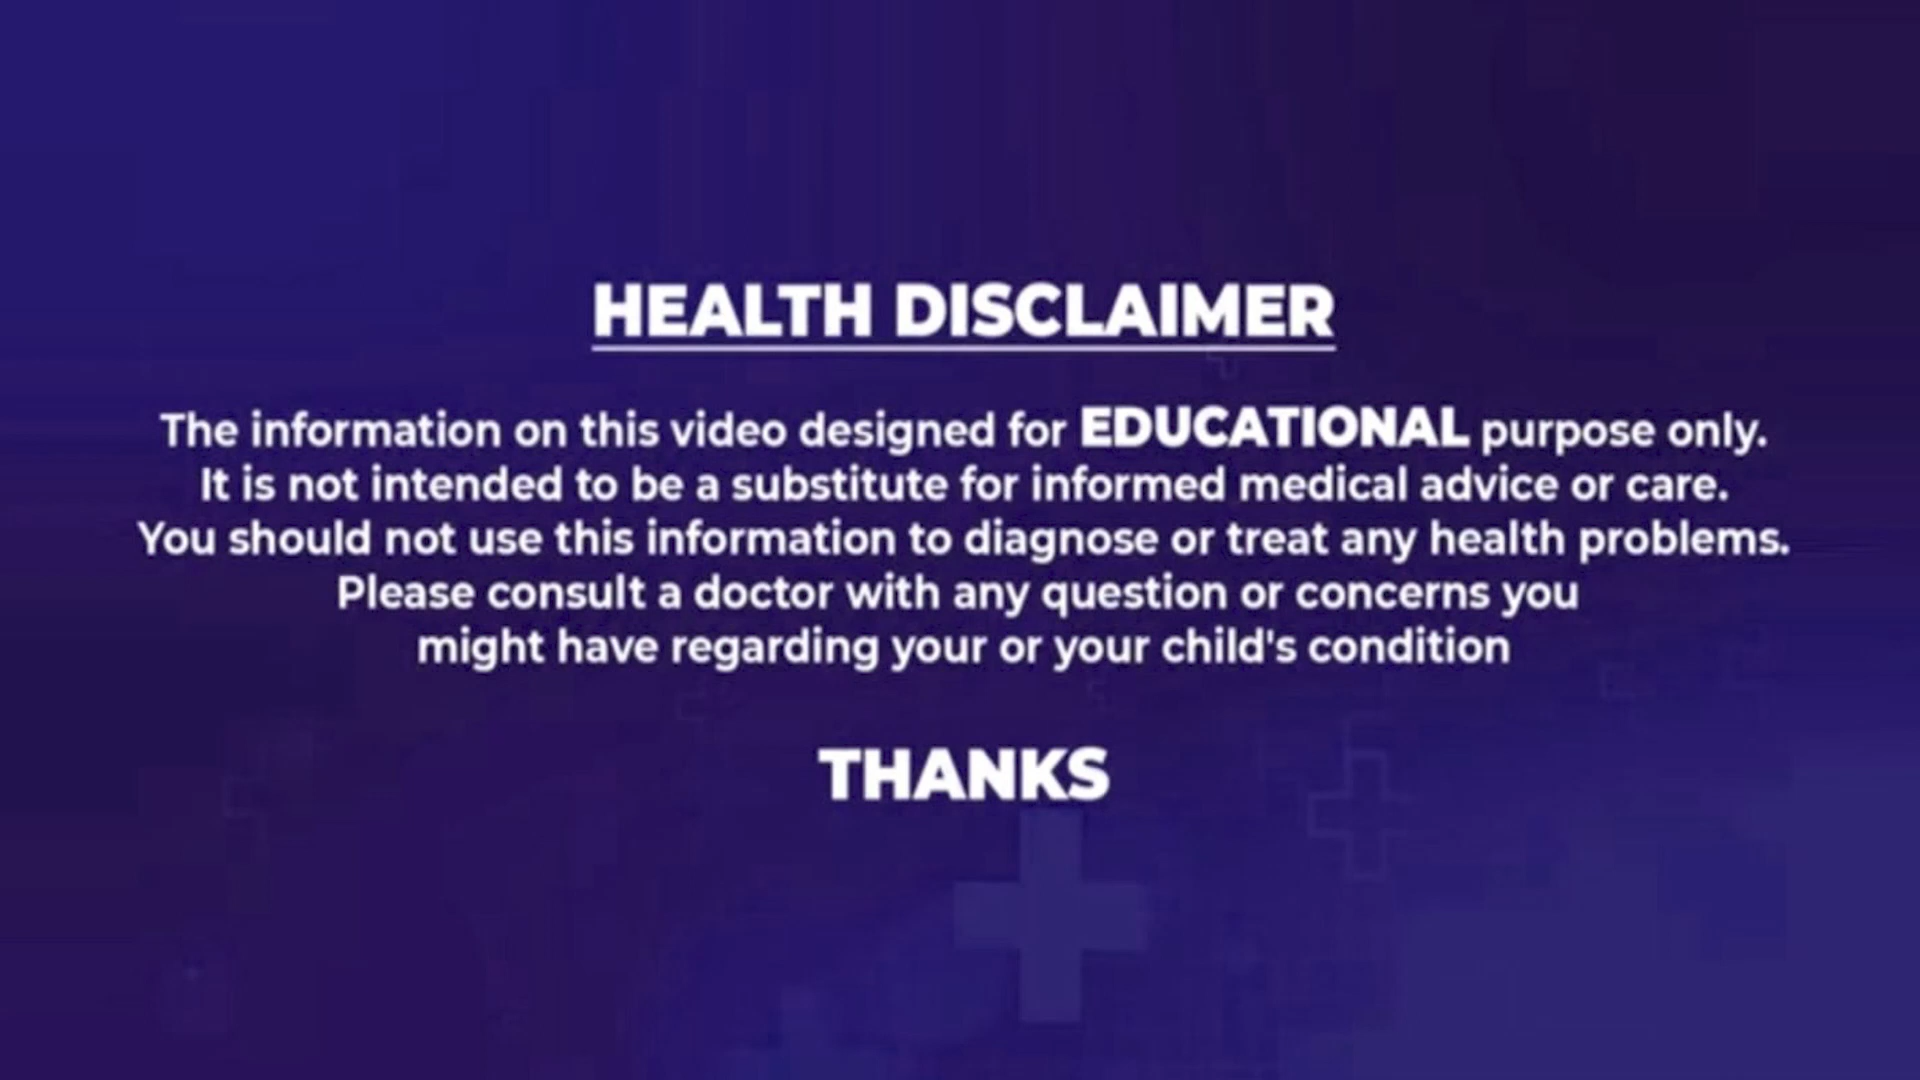 HEALTH DISCLAIMER
The information on this video designed for EDUCATIONAL purpose only.
It is not intended to be a substitute for informed medical advice or care.
You should not use this information to diagnose or treat any health problems.
Please consult a doctor with any question or concerns you
might have regarding your or your child's condition
THANKS